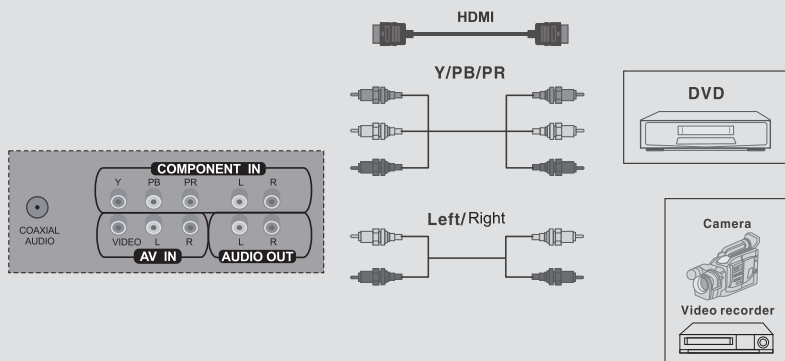 HDMI
Y/PB/PR
DVD
COMPONENT IN
Y PB PR L R
COAXIAL
AUDIO
VIDEO L R L R
AV IN AUDIO OUT
Left/ Right
Camera
Video recorder